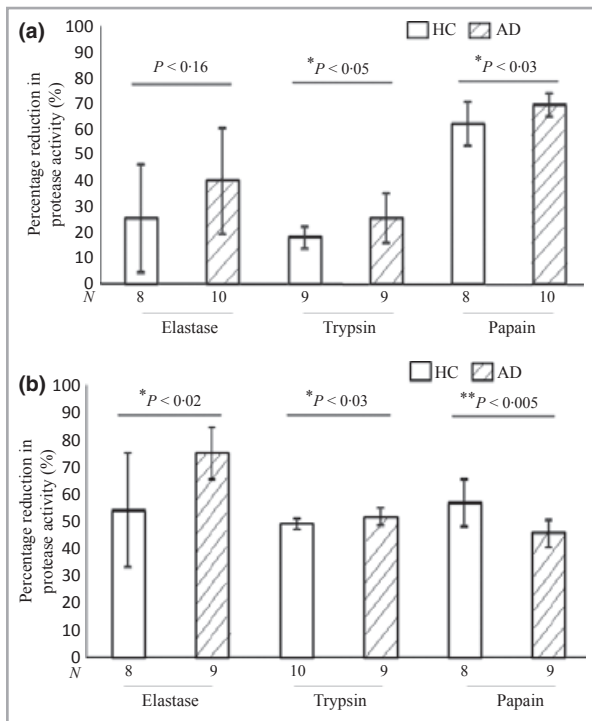 (a)
HC AD
P < 0·16
*P < 0·05
*P < 0·03
Percentage reduction in
protease activity (%)
100
90
80
70
60
50
40
30
20
10
0
N 8 10 9 9 8 10
Elastase Trypsin Papain
(b)
HC AD
*P < 0·02
*P < 0·03
**P < 0·005
Percentage reduction in
protease activity (%)
100
90
80
70
60
50
40
30
20
10
0
N 8 9 10 9 8 9
Elastase Trypsin Papain